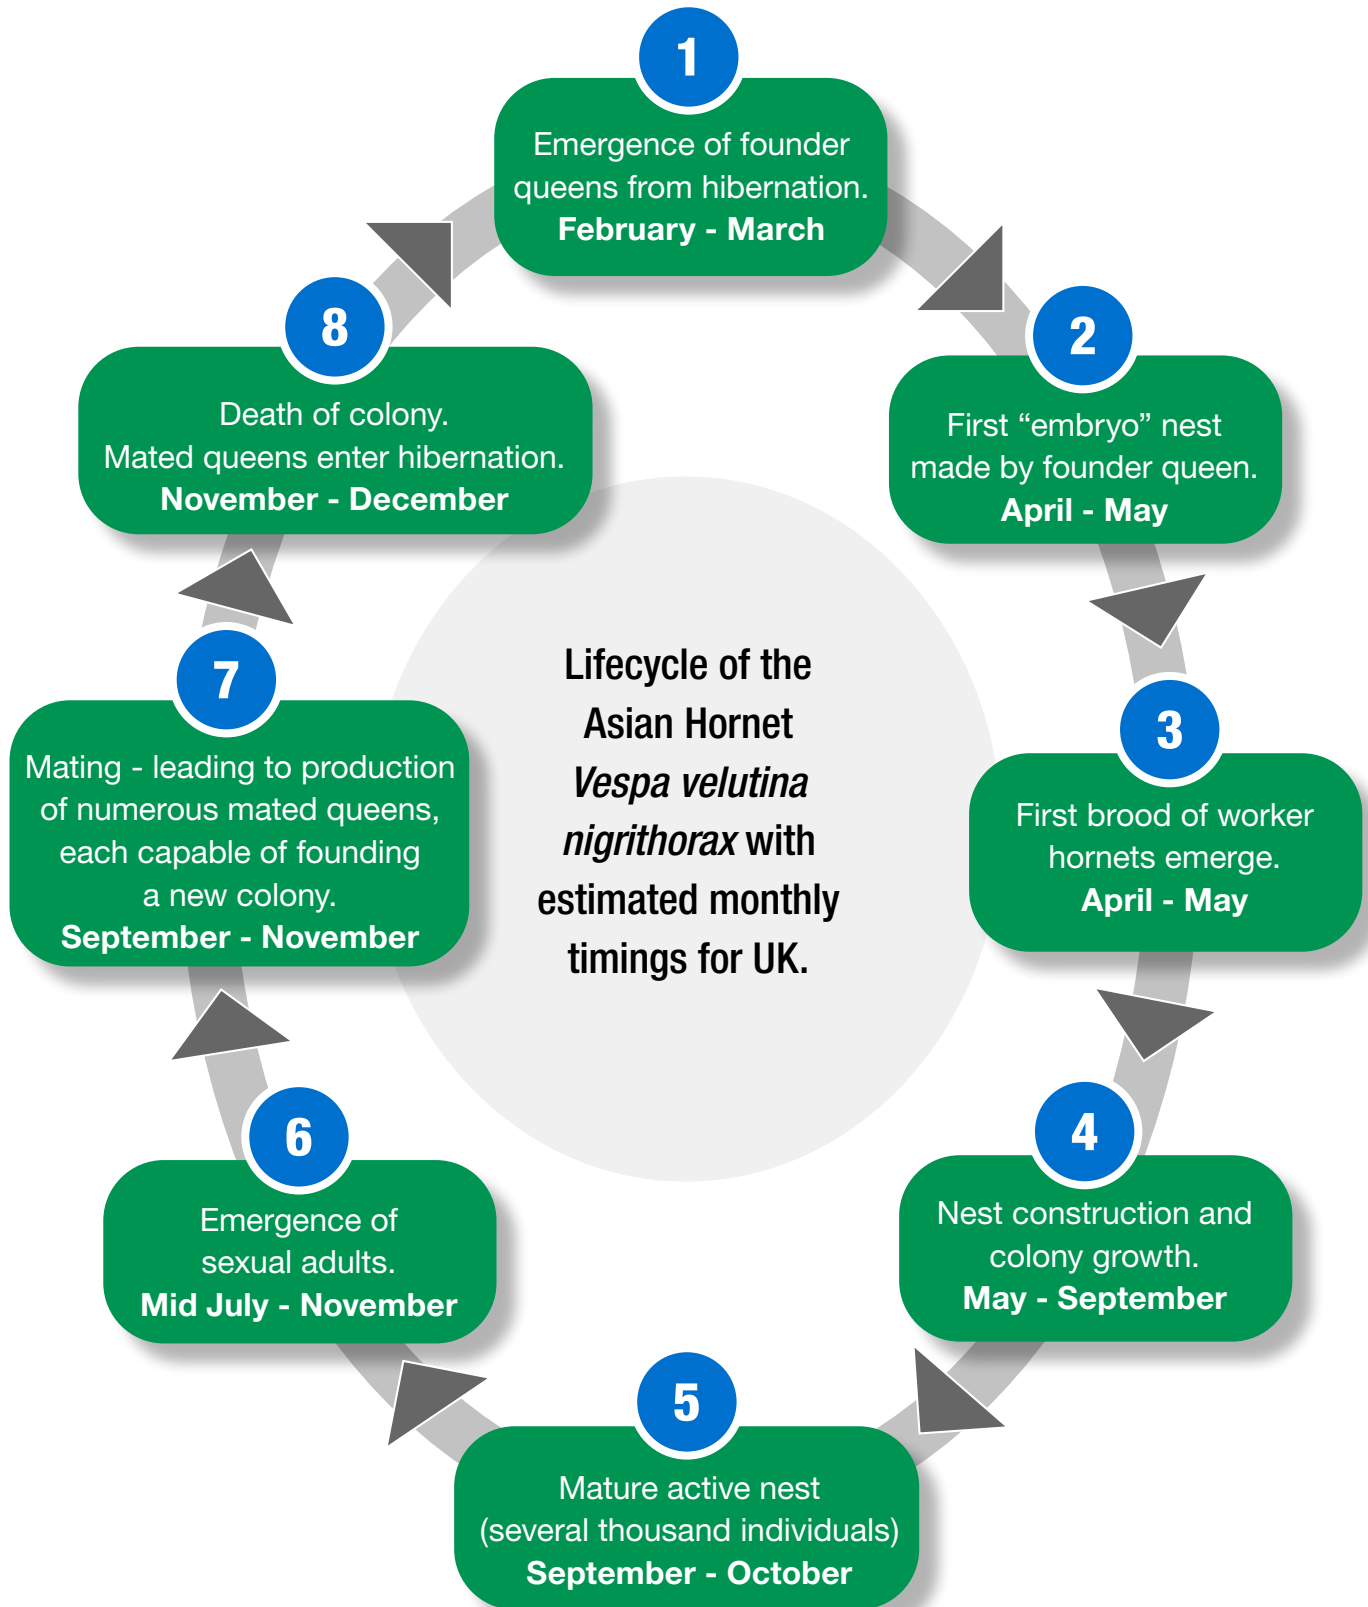 1
Emergence of founder
queens from hibernation.
February - March
2
First “embryo” nest
made by founder queen.
April - May
3
First brood of worker
hornets emerge.
April - May
4
Nest construction and
colony growth.
May - September
5
Mature active nest
(several thousand individuals)
September - October
6
Emergence of
sexual adults.
Mid July - November
7
Mating - leading to production
of numerous mated queens,
each capable of founding
a new colony.
September - November
8
Death of colony.
Mated queens enter hibernation.
November - December
Lifecycle of the
Asian Hornet
Vespa velutina
nigrithorax with
estimated monthly
timings for UK.